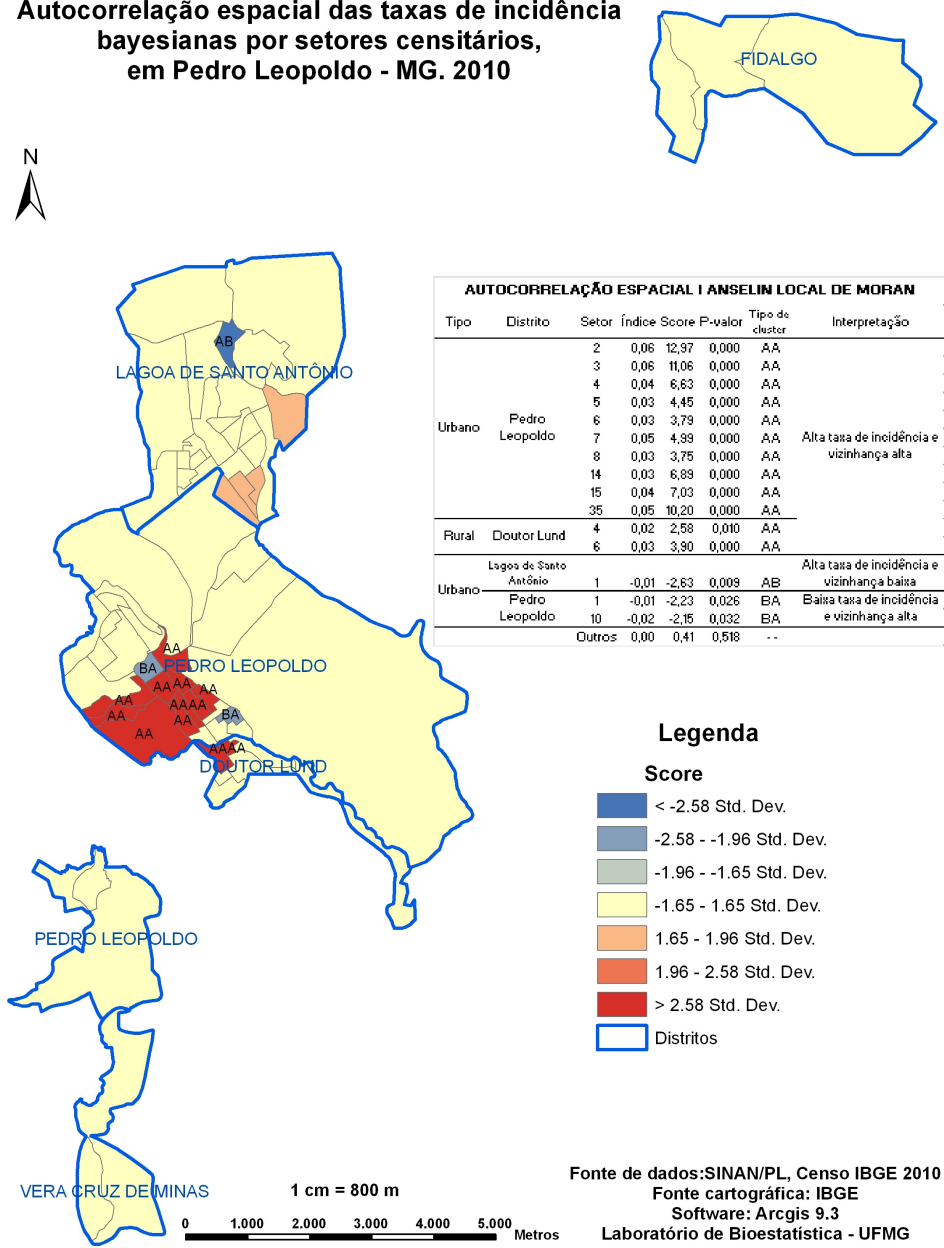 Autocorrelação espacial das taxas de incidência
bayesianas por setores censitários,
em Pedro Leopoldo - MG. 2010
FIDALGO
N
AUTOCORRELAÇÃO ESPACIAL I ANSELIN LOCAL DE MORAN
Tipo Distrito Setor Índice Score P-valor Tipo de cluster Interpretação
2 0,06 12,97 0,000 AA
3 0,06 11,06 0,000 AA
4 0,04 6,63 0,000 AA
5 0,03 4,45 0,000 AA
Urbano Pedro Leopoldo 6 0,03 3,79 0,000 AA
7 0,05 4,99 0,000 AA Alta taxa de incidência e vizinhança alta
8 0,03 3,75 0,000 AA
14 0,03 6,89 0,000 AA
15 0,04 7,03 0,000 AA
35 0,05 10,20 0,000 AA
Rural Doutor Lund 4 0,02 2,58 0,010 AA
6 0,03 3,90 0,000 AA
Urbano Lagoa de Santo Antônio 1 -0,01 -2,63 0,009 AB Alta taxa de incidência e vizinhança baixa
Pedro Leopoldo 1 -0,01 -2,23 0,026 BA Baixa taxa de incidência e vizinhança alta
10 -0,02 -2,15 0,032 BA
Outros 0,00 0,41 0,518 --
AB
LAGOA DE SANTO ANTÔNIO
AA
BA PEDRO LEOPOLDO
AA AA AA
AA AAAA
AA AA BA
AA AAAA
DOUTOR LUND
PEDRO LEOPOLDO
VERA CRUZ DE MINAS
Legenda
Score
< -2.58 Std. Dev.
-2.58 - -1.96 Std. Dev.
-1.96 - -1.65 Std. Dev.
-1.65 - 1.65 Std. Dev.
1.65 - 1.96 Std. Dev.
1.96 - 2.58 Std. Dev.
> 2.58 Std. Dev.
Distritos
1 cm = 800 m
0 1.000 2.000 3.000 4.000 5.000 Metros
Fonte de dados:SINAN/PL, Censo IBGE 2010
Fonte cartográfica: IBGE
Software: Arcgis 9.3
Laboratório de Bioestatística - UFMG